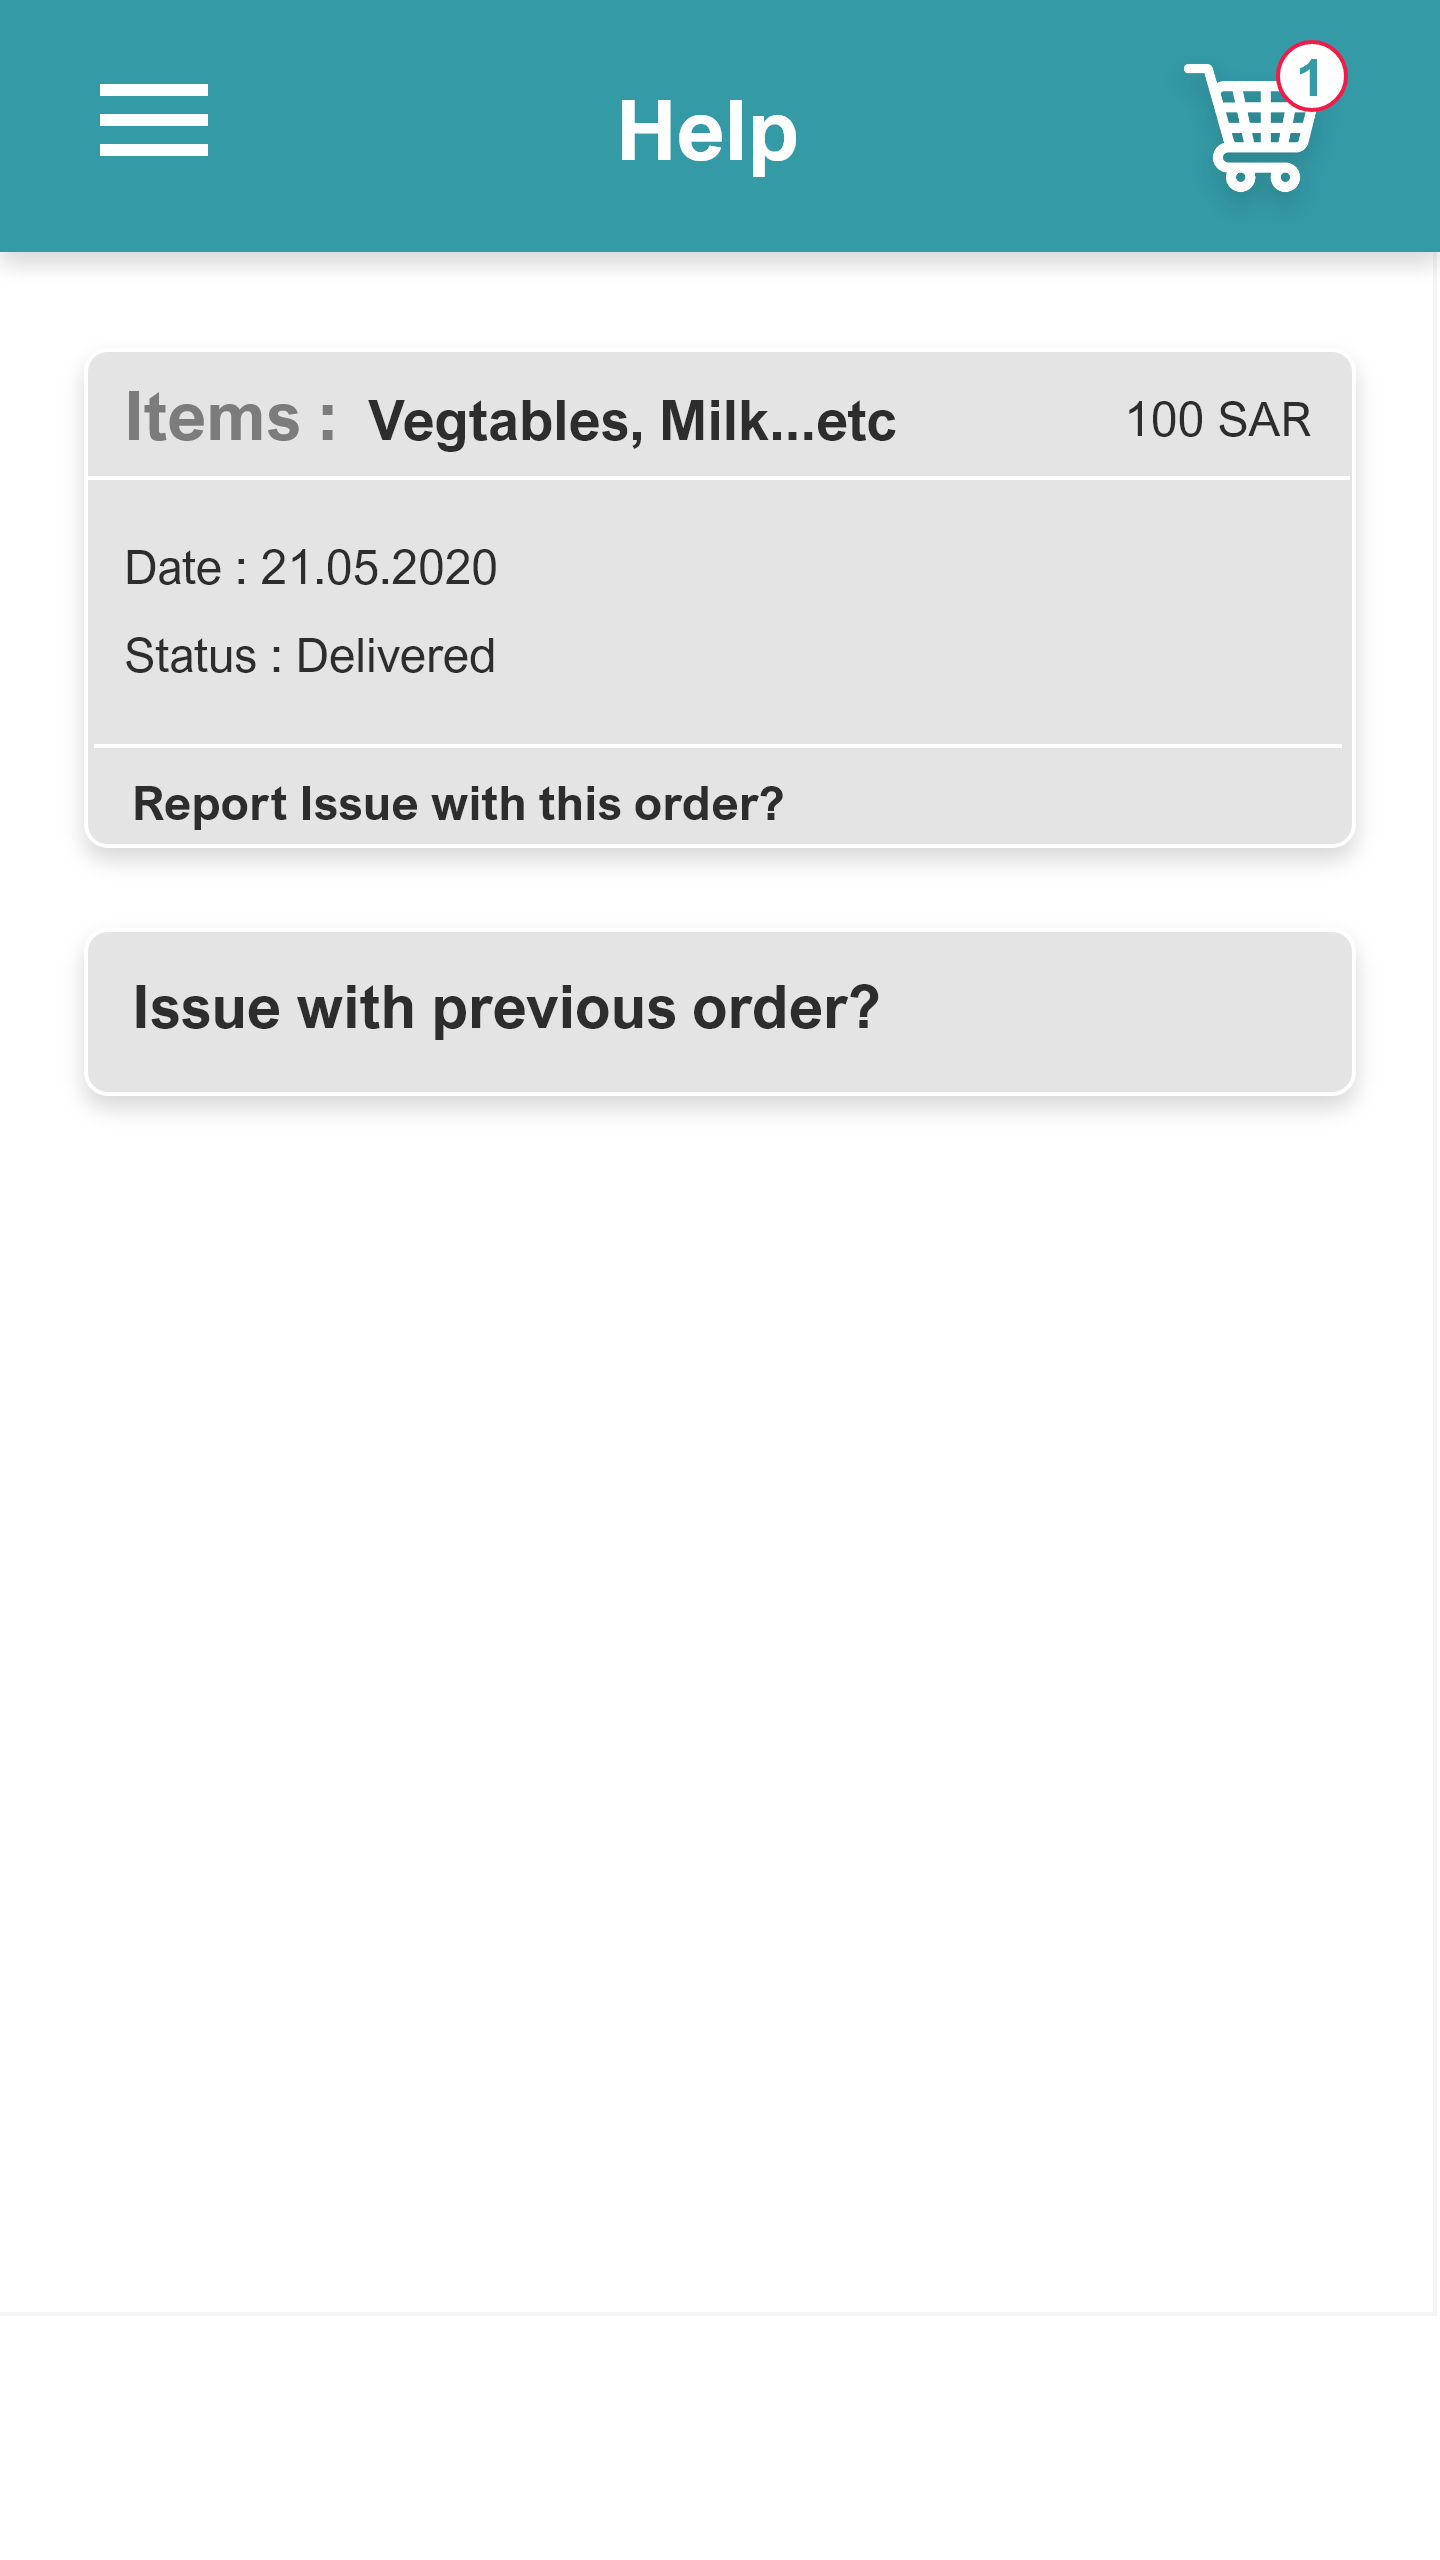 Help
1
Items : Vegtables, Milk...etc 100 SAR
Date : 21.05.2020
Status : Delivered
Report Issue with this order?
Issue with previous order?